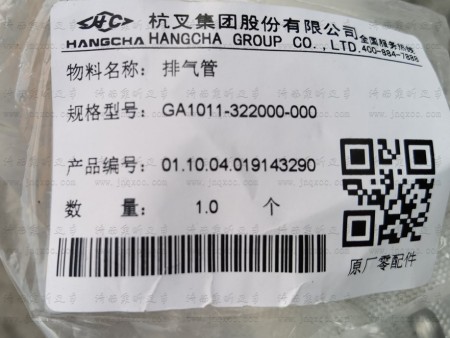 HC
杭叉集团股份有限公司
HANGCHA HANGCHA GROUP CO., LTD.
全国服务热线
400-884-7888
物料名称: 排气管
规格型号: GA1011-322000-000
产品编号: 01.10.04.019143290
数 量: 1.0 个
原厂零配件
www.jnqxcc.com